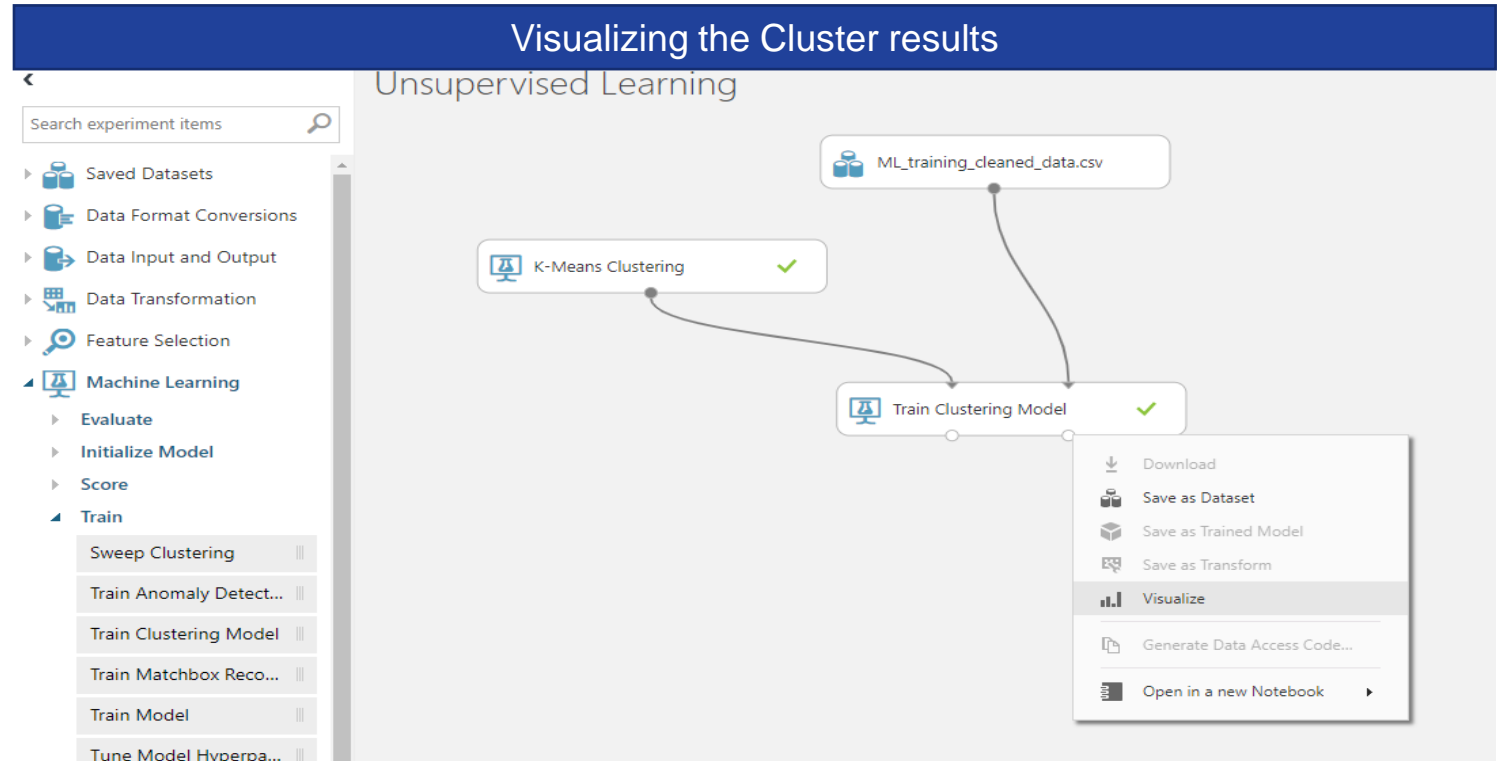 Visualizing the Cluster results
Unsupervised Learning
Search experiment items
Saved Datasets
Data Format Conversions
Data Input and Output
Data Transformation
Feature Selection
Machine Learning
Evaluate
Initialize Model
Score
Train
Sweep Clustering
Train Anomaly Detect...
Train Clustering Model
Train Matchbox Reco...
Train Model
Tune Model Hyperpa...
ML_training_cleaned_data.csv
K-Means Clustering
Train Clustering Model
Download
Save as Dataset
Save as Trained Model
Save as Transform
Visualize
Generate Data Access Code...
Open in a new Notebook